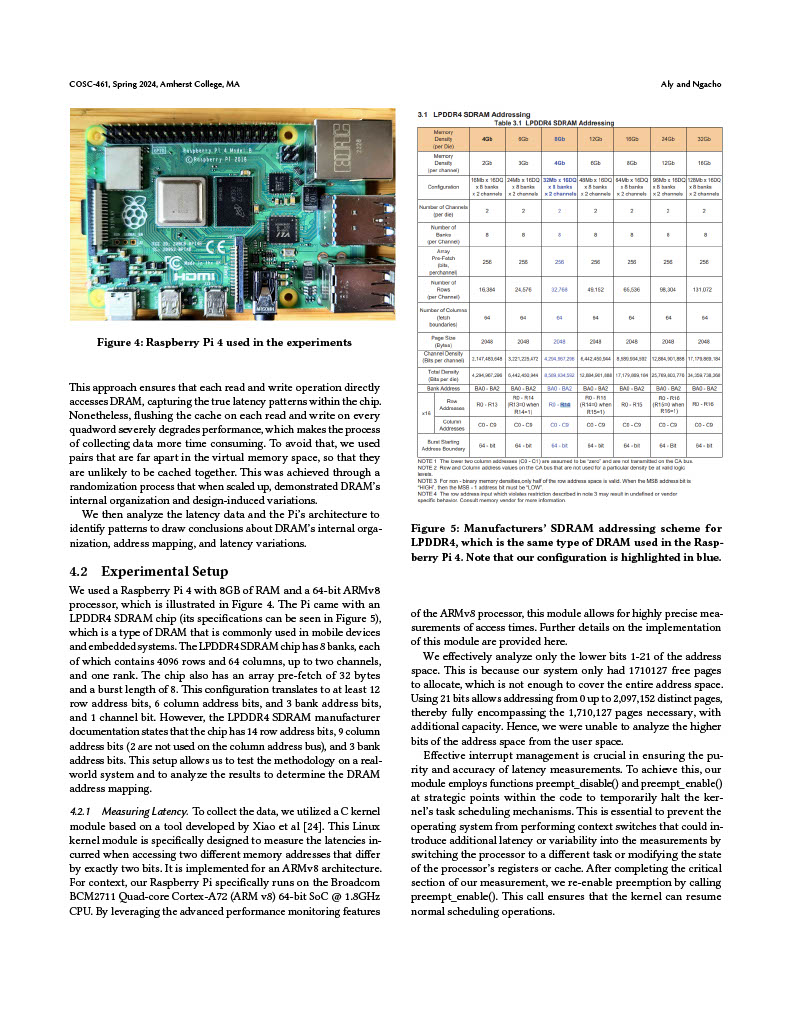 COSC-461, Spring 2024, Amherst College, MA
Aly and Ngacho
Raspberry Pi 4 Model B
©Raspberry Pi 2018
Made in the UK
HDMI
Figure 4: Raspberry Pi 4 used in the experiments
This approach ensures that each read and write operation directly
accesses DRAM, capturing the true latency patterns within the chip.
Nonetheless, flushing the cache on each read and write on every
quadword severely degrades performance, which makes the process
of collecting data more time consuming. To avoid that, we used
pairs that are far apart in the virtual memory space, so that they
are unlikely to be cached together. This was achieved through a
randomization process that when scaled up, demonstrated DRAM's
internal organization and design-induced variations.
We then analyze the latency data and the Pi's architecture to
identify patterns to draw conclusions about DRAM's internal orga-
nization, address mapping, and latency variations.
4.2 Experimental Setup
We used a Raspberry Pi 4 with 8GB of RAM and a 64-bit ARMv8
processor, which is illustrated in Figure 4. The Pi came with an
LPDDR4 SDRAM chip (its specifications can be seen in Figure 5),
which is a type of DRAM that is commonly used in mobile devices
and embedded systems. The LPDDR4 SDRAM chip has 8 banks, each
of which contains 4096 rows and 64 columns, up to two channels,
and one rank. The chip also has an array pre-fetch of 32 bytes
and a burst length of 8. This configuration translates to at least 12
row address bits, 6 column address bits, and 3 bank address bits,
and 1 channel bit. However, the LPDDR4 SDRAM manufacturer
documentation states that the chip has 14 row address bits, 9 column
address bits (2 are not used on the column address bus), and 3 bank
address bits. This setup allows us to test the methodology on a real-
world system and to analyze the results to determine the DRAM
address mapping.
4.2.1 Measuring Latency. To collect the data, we utilized a C kernel
module based on a tool developed by Xiao et al [24]. This Linux
kernel module is specifically designed to measure the latencies in-
curred when accessing two different memory addresses that differ
by exactly two bits. It is implemented for an ARMv8 architecture.
For context, our Raspberry Pi specifically runs on the Broadcom
BCM2711 Quad-core Cortex-A72 (ARM v8) 64-bit SoC @ 1.8GHz
CPU. By leveraging the advanced performance monitoring features
3.1 LPDDR4 SDRAM Addressing
Table 3.1 LPDDR4 SDRAM Addressing
Memory Density (per Die) 4Gb 6Gb 8Gb 12Gb 16Gb 24Gb 32Gb
Memory Density (per channel) 2Gb 3Gb 4Gb 6Gb 8Gb 12Gb 16Gb
Configuration 16Mb x 16DQ x 8 banks x 2 channels 24Mb x 16DQ x 8 banks x 2 channels 32Mb x 16DQ x 8 banks x 2 channels 48Mb x 16DQ x 8 banks x 2 channels 64Mb x 16DQ x 8 banks x 2 channels 96Mb x 16DQ x 8 banks x 2 channels 128Mb x 16DQ x 8 banks x 2 channels
Number of Channels (per die) 2 2 2 2 2 2 2
Number of Banks (per Channel) 8 8 8 8 8 8 8
Array Pre-Fetch (bits, perchannel) 256 256 256 256 256 256 256
Number of Rows (per Channel) 16,384 24,576 32,768 49,152 65,536 98,304 131,072
Number of Columns (fetch boundaries) 64 64 64 64 64 64 64
Page Size (Bytes) 2048 2048 2048 2048 2048 2048 2048
Channel Density (Bits per channel) 2,147,483,648 3,221,225,472 4,294,967,296 6,442,450,944 8,589,934,592 12,884,901,888 17,179,869,184
Total Density (Bits per die) 4,294,967,296 6,442,450,944 8,589,934,592 12,884,901,888 17,179,869,184 25,769,803,776 34,359,738,368
Bank Address BA0 - BA2 BA0 - BA2 BA0 - BA2 BA0 - BA2 BA0 - BA2 BA0 - BA2 BA0 - BA2
x16 Row Addresses R0 - R13 R0 - R14 (R13=0 when R14=1) R0 - R14 R0 - R15 (R14=0 when R15=1) R0 - R15 R0 - R16 (R15=0 when R16=1) R0 - R16
Column Addresses C0 - C9 C0 - C9 C0 - C9 C0 - C9 C0 - C9 C0 - C9 C0 - C9
Burst Starting Address Boundary 64 - bit 64 - bit 64 - bit 64 - bit 64 - bit 64 - Bit 64 - bit
NOTE 1 The lower two column addresses (C0 - C1) are assumed to be "zero" and are not transmitted on the CA bus.
NOTE 2 Row and Column address values on the CA bus that are not used for a particular density be at valid logic
levels.
NOTE 3 For non - binary memory densities,only half of the row address space is valid. When the MSB address bit is
"HIGH", then the MSB - 1 address bit must be "LOW".
NOTE 4 The row address input which violates restriction described in note 3 may result in undefined or vender
specific behavior. Consult memory vendor for more information
Figure 5: Manufacturers' SDRAM addressing scheme for
LPDDR4, which is the same type of DRAM used in the Rasp-
berry Pi 4. Note that our configuration is highlighted in blue.
of the ARMv8 processor, this module allows for highly precise mea-
surements of access times. Further details on the implementation
of this module are provided here.
We effectively analyze only the lower bits 1-21 of the address
space. This is because our system only had 1710127 free pages
to allocate, which is not enough to cover the entire address space.
Using 21 bits allows addressing from 0 up to 2,097,152 distinct pages,
thereby fully encompassing the 1,710,127 pages necessary, with
additional capacity. Hence, we were unable to analyze the higher
bits of the address space from the user space.
Effective interrupt management is crucial in ensuring the pu-
rity and accuracy of latency measurements. To achieve this, our
module employs functions preempt_disable() and preempt_enable()
at strategic points within the code to temporarily halt the ker-
nel's task scheduling mechanisms. This is essential to prevent the
operating system from performing context switches that could in-
troduce additional latency or variability into the measurements by
switching the processor to a different task or modifying the state
of the processor's registers or cache. After completing the critical
section of our measurement, we re-enable preemption by calling
preempt_enable(). This call ensures that the kernel can resume
normal scheduling operations.